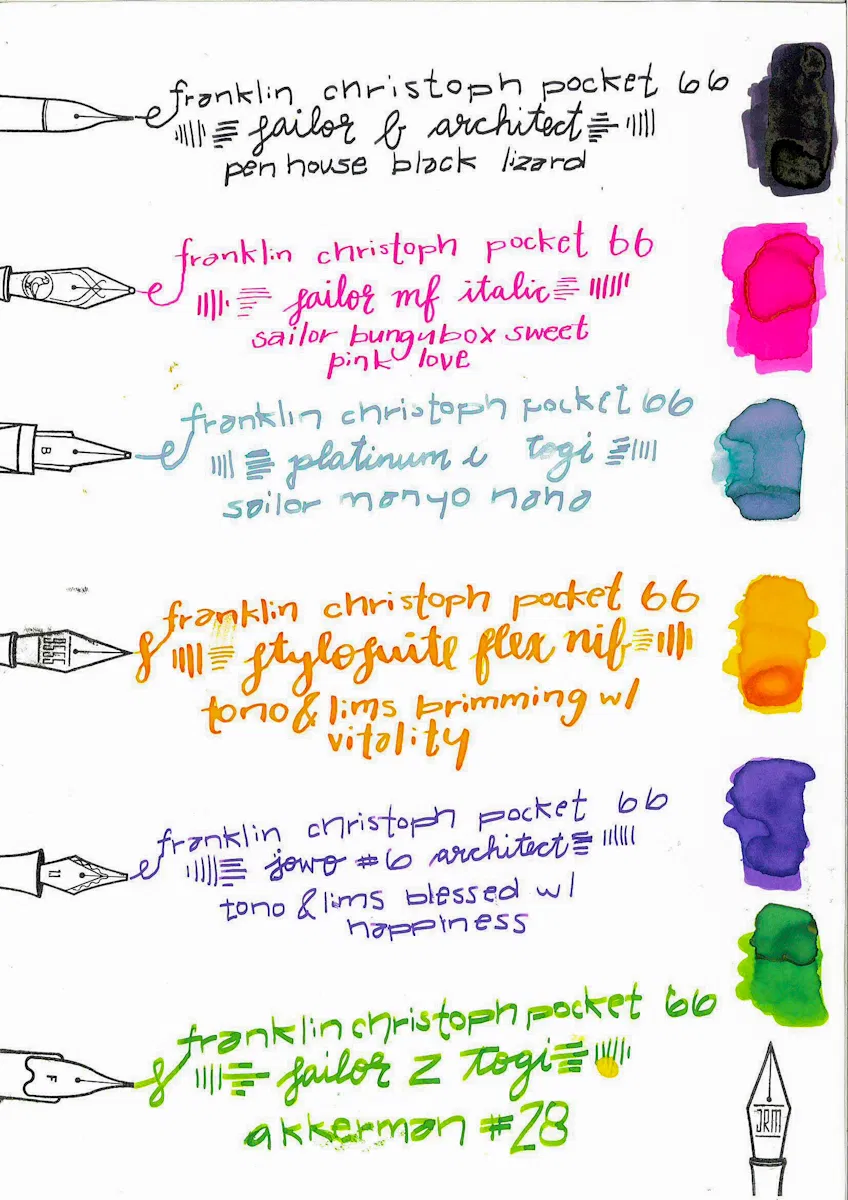 franklin christoph pocket 66
sailor b architect
pen house black lizard
franklin christoph pocket 66
sailor mf italic
sailor bungubox sweet
pink love
franklin christoph pocket 66
platinum c togi
B
sailor manyo naha
franklin christoph pocket 66
stylosuite flex nib
tono & lims brimming w/
vitality
franklin christoph pocket 66
jowo #6 architect
tono & lims blessed w/
happiness
franklin christoph pocket 66
sailor z togi
F
akkerman #28
JRM